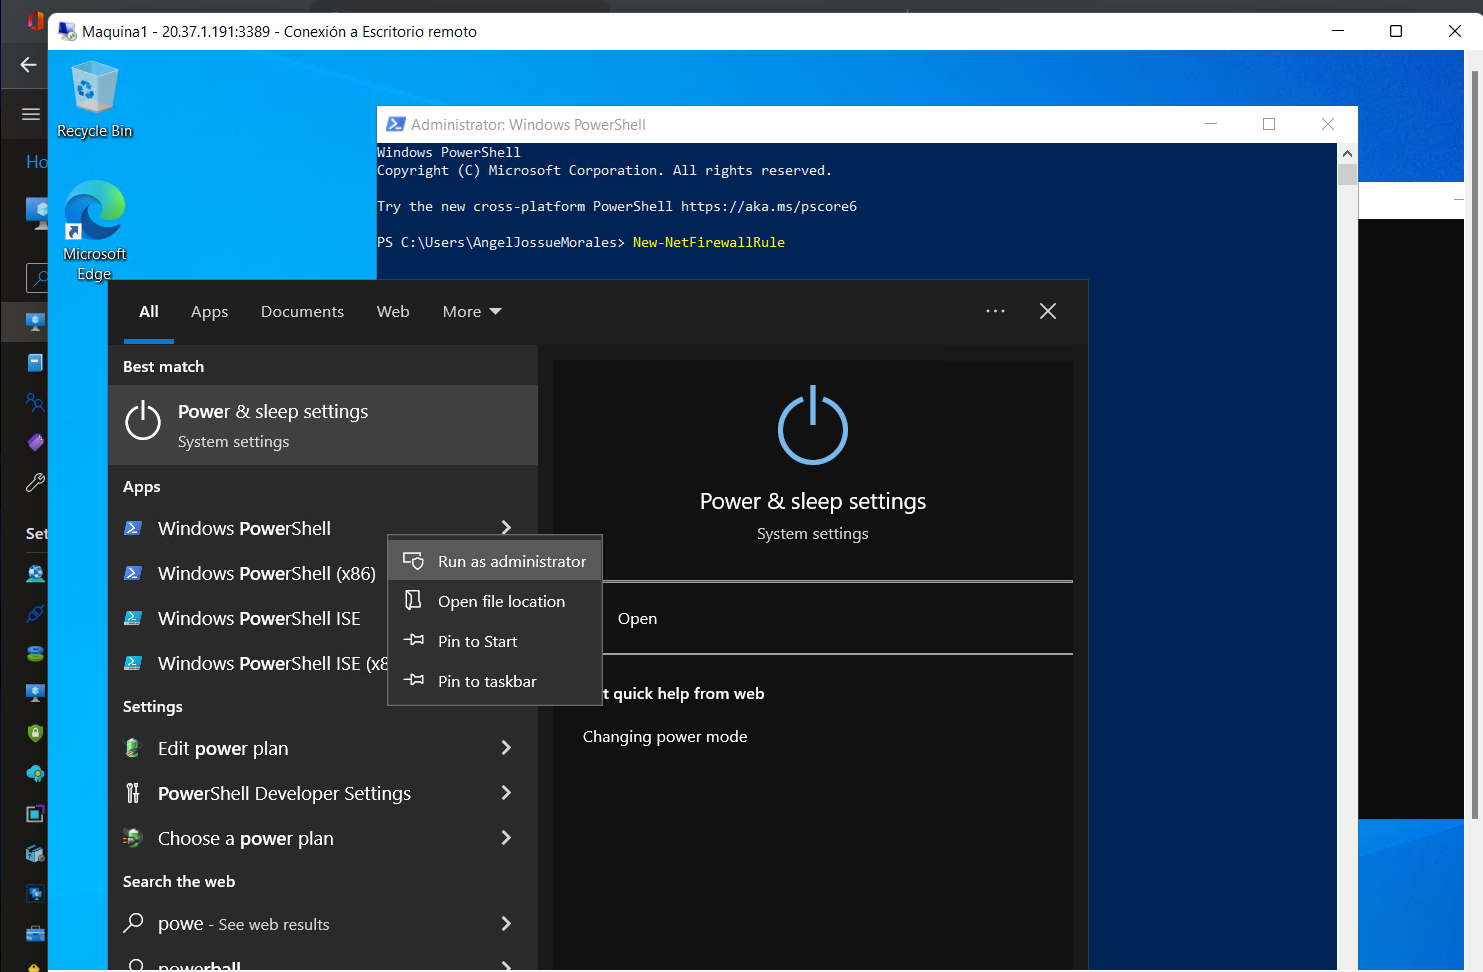 Maquina1 - 20.37.1.191:3389 - Conexión a Escritorio remoto
Recycle Bin
Microsoft
Edge
Administrator: Windows PowerShell
Windows PowerShell
Copyright (C) Microsoft Corporation. All rights reserved.
Try the new cross-platform PowerShell https://aka.ms/pscore6
PS C:\Users\AngelJossueMorales> New-NetFirewallRule
Ho
Set
All Apps Documents Web More
Best match
Power & sleep settings
System settings
Apps
Windows PowerShell
Windows PowerShell (x86)
Windows PowerShell ISE
Windows PowerShell ISE (x8
Settings
Edit power plan
PowerShell Developer Settings
Choose a power plan
Search the web
powe - See web results
powerball
Run as administrator
Open file location
Pin to Start
Pin to taskbar
Power & sleep settings
System settings
Open
t quick help from web
Changing power mode